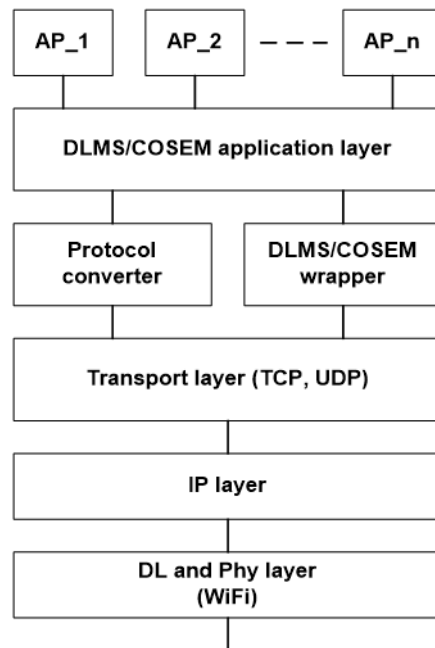 AP_1 AP_2 AP_n
DLMS/COSEM application layer
Protocol
converter
DLMS/COSEM
wrapper
Transport layer (TCP, UDP)
IP layer
DL and Phy layer
(WiFi)